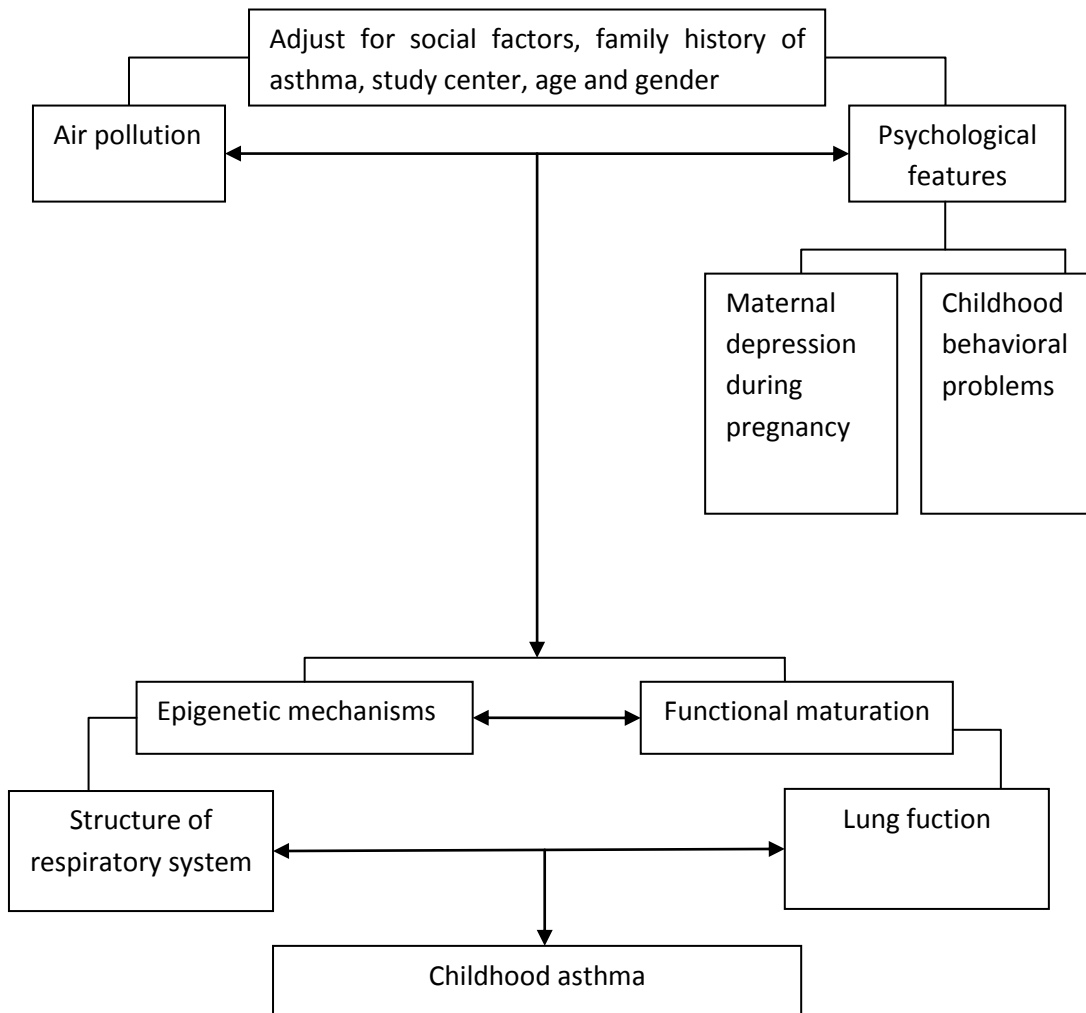 Adjust for social factors, family history of
asthma, study center, age and gender
Air pollution
Psychological
features
Maternal
depression
during
pregnancy
Childhood
behavioral
problems
Epigenetic mechanisms
Functional maturation
Structure of
respiratory system
Lung fuction
Childhood asthma